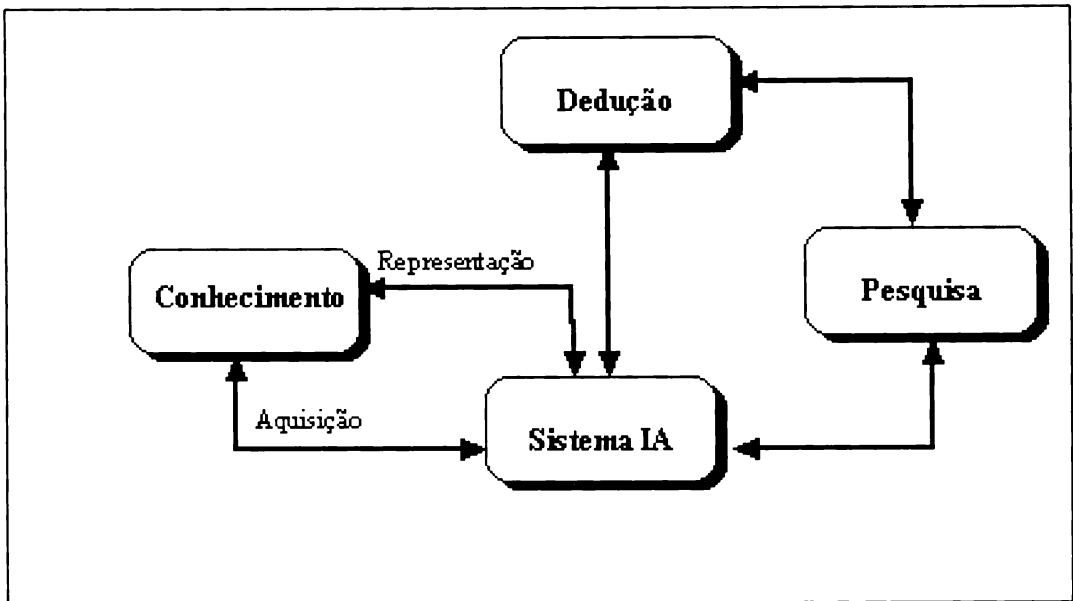 Dedução
Representação
Conhecimento
Pesquisa
Aquisição
Sistema IA